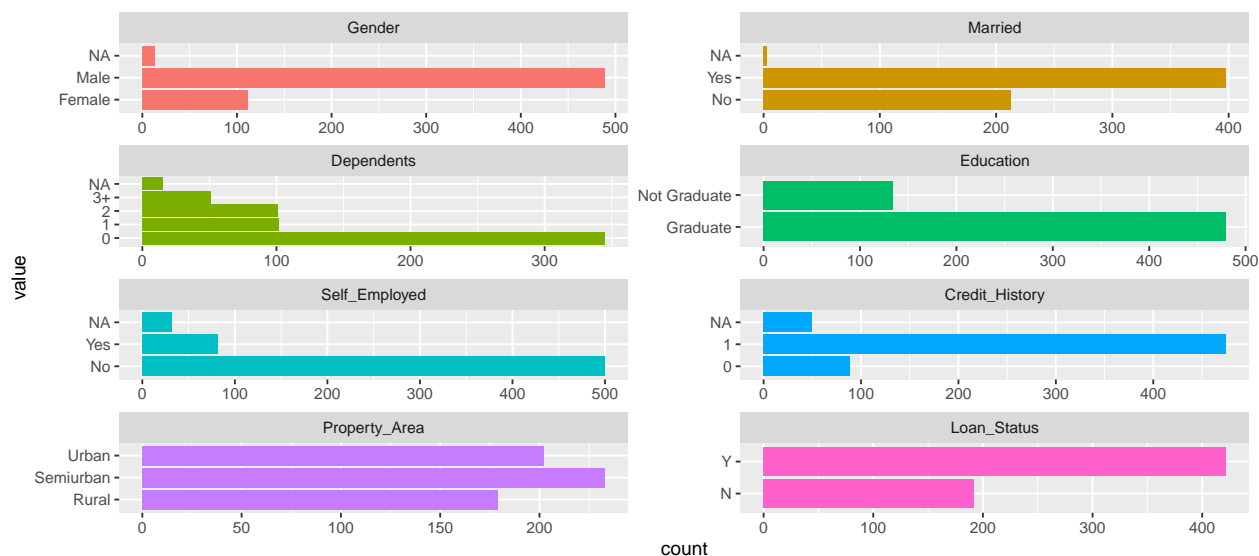 Gender
NA
Male
Female
0 100 200 300 400 500
Married
NA
Yes
No
0 100 200 300 400
Dependents
NA
3+
2
1
0
0 100 200 300
Education
Not Graduate
Graduate
0 100 200 300 400 500
Self_Employed
NA
Yes
No
0 100 200 300 400 500
Credit_History
NA
1
0
0 100 200 300 400
Property_Area
Urban
Semiurban
Rural
0 50 100 150 200
Loan_Status
Y
N
0 100 200 300 400
value
count